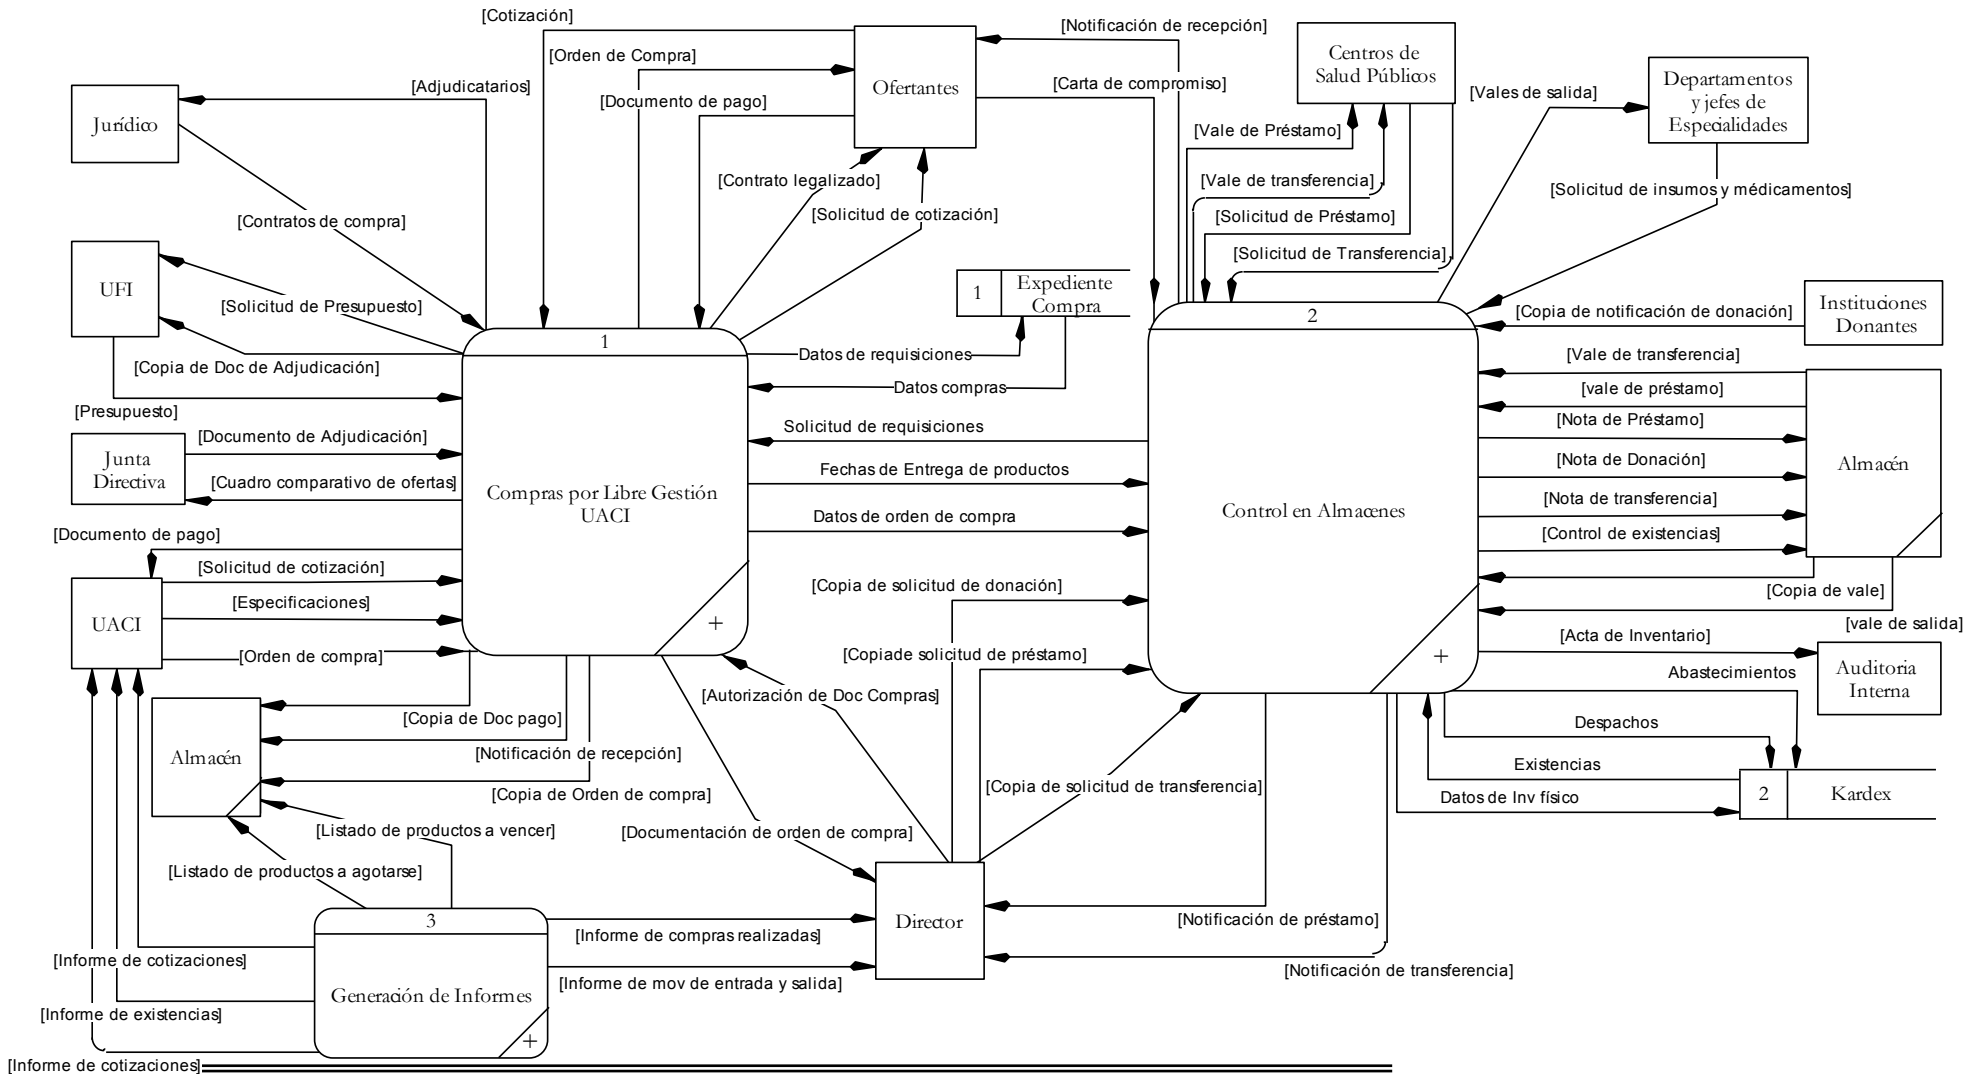 [Cotización]
[Notificación de recepción]
Centros de
Salud Públicos
[Orden de Compra]
Departamentos
y jefes de
Especialidades
[Adjudicatarios]
Ofertantes
[Carta de compromiso]
[Vales de salida]
[Documento de pago]
Jurídico
[Vale de Préstamo]
[Contrato legalizado]
[Vale de transferencia]
[Solicitud de insumos y médicamentos]
[Contratos de compra]
[Solicitud de cotización]
[Solicitud de Préstamo]
[Solicitud de Transferencia]
UFI
1
Expediente
Compra
[Solicitud de Presupuesto]
2
[Copia de notificación de donación]
Instituciones
Donantes
1
Datos de requisiciones
[Vale de transferencia]
[Copia de Doc de Adjudicación]
Datos compras
[vale de préstamo]
[Presupuesto]
Solicitud de requisiciones
[Nota de Préstamo]
[Documento de Adjudicación]
Junta
Directiva
Fechas de Entrega de productos
[Nota de Donación]
Almacén
[Cuadro comparativo de ofertas]
Compras por Libre Gestión
UACI
Control en Almacenes
[Nota de transferencia]
Datos de orden de compra
[Control de existencias]
[Documento de pago]
[Solicitud de cotización]
[Copia de solicitud de donación]
[Copia de vale]
[Especificaciones]
UACI
+
[vale de salida]
[Acta de Inventario]
[Orden de compra]
[Copiade solicitud de préstamo]
+
Auditoria
Interna
Abastecimientos
[Autorización de Doc Compras]
[Copia de Doc pago]
Despachos
Almacén
[Notificación de recepción]
Existencias
[Copia de Orden de compra]
[Copia de solicitud de transferencia]
Datos de Inv físico
2
Kardex
[Listado de productos a vencer]
[Documentación de orden de compra]
[Listado de productos a agotarse]
3
Director
[Notificación de préstamo]
[Informe de compras realizadas]
[Informe de cotizaciones]
[Notificación de transferencia]
[Informe de mov de entrada y salida]
Generación de Informes
[Informe de existencias]
+
[Informe de cotizaciones]